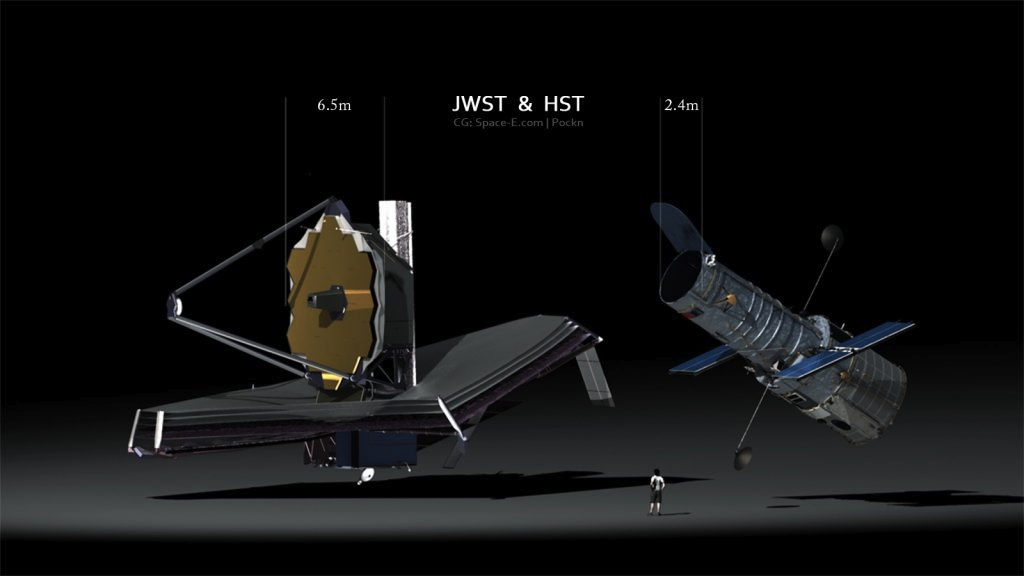 6.5m
JWST & HST
2.4m
CG: Space-E.com | Pockn